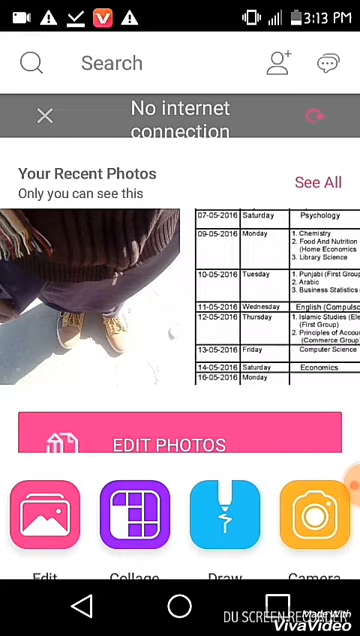 3:13 PM
Search
No internet
connection
Your Recent Photos
Only you can see this
See All
07-05-2016 Saturday Psychology
09-05-2016 Monday 1. Chemistry
2. Food And Nutrition
(Home Economics
3. Library Science
10-05-2016 Tuesday 1. Punjabi (First Group
2. Arabic
3. Business Statistics
11-05-2016 Wednesday English (Compulso
12-05-2016 Thursday 1. Islamic Studies (Ele
(First Group)
2. Principles of Accou
(Commerce Group
13-05-2016 Friday Computer Science
14-05-2016 Saturday Economics
16-05-2016 Monday
EDIT PHOTOS
Edit Collage Draw Camera
DU SCREEN RECORDER
Made With
VivaVideo